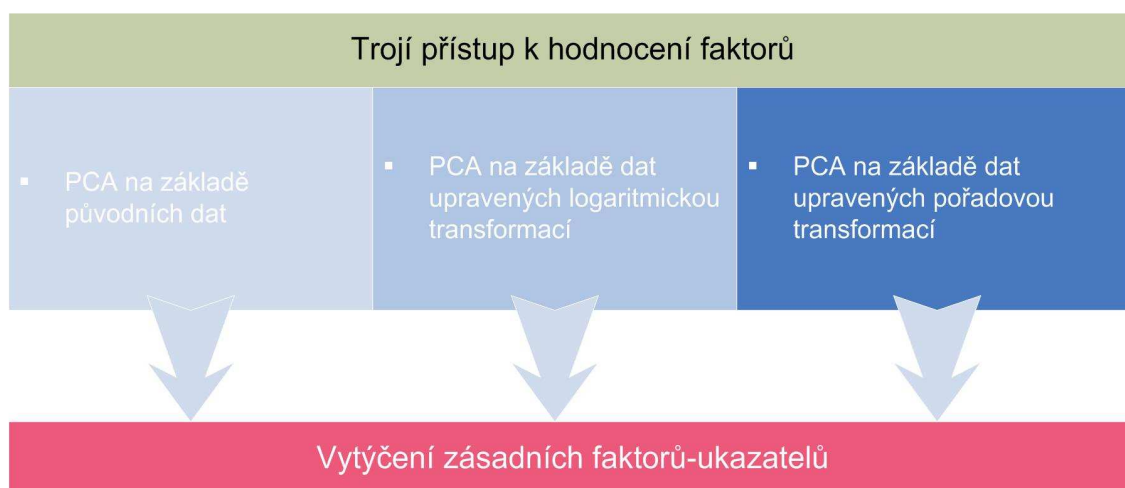 Trojí přístup k hodnocení faktorů
▪ PCA na základě
původních dat
▪ PCA na základě dat
upravených logaritmickou
transformací
▪ PCA na základě dat
upravených pořadovou
transformací
Vytýčení zásadních faktorů-ukazatelů